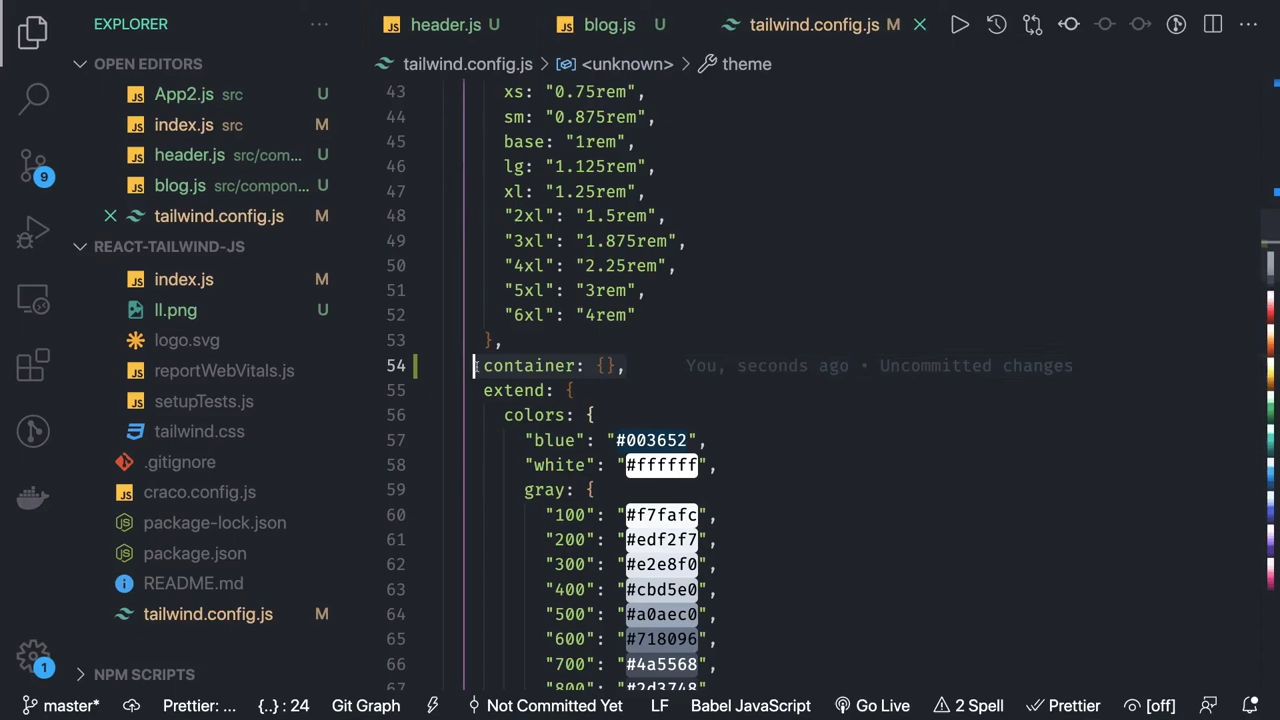 EXPLORER
...
header.js U
blog.js U
tailwind.config.js M
OPEN EDITORS
App2.js src U
index.js src M
header.js src/com... U
blog.js src/compon... U
tailwind.config.js M
REACT-TAILWIND-JS
index.js M
ll.png U
logo.svg
reportWebVitals.js
setupTests.js
tailwind.css
.gitignore
craco.config.js
package-lock.json
package.json
README.md
tailwind.config.js M
NPM SCRIPTS
9
1
tailwind.config.js > <unknown> > theme
43 xs: "0.75rem",
44 sm: "0.875rem",
45 base: "1rem",
46 lg: "1.125rem",
47 xl: "1.25rem",
48 "2xl": "1.5rem",
49 "3xl": "1.875rem",
50 "4xl": "2.25rem",
51 "5xl": "3rem",
52 "6xl": "4rem"
53 },
54 container: {}, You, seconds ago • Uncommitted changes
55 extend: {
56 colors: {
57 "blue": "#003652",
58 "white": "#ffffff",
59 gray: {
60 "100": "#f7fafc",
61 "200": "#edf2f7",
62 "300": "#e2e8f0",
63 "400": "#cbd5e0",
64 "500": "#a0aec0",
65 "600": "#718096",
66 "700": "#4a5568",
67 "800": "#2d3748",
master* Prettier: ... {..} : 24 Git Graph Not Committed Yet LF Babel JavaScript Go Live 2 Spell Prettier [off]